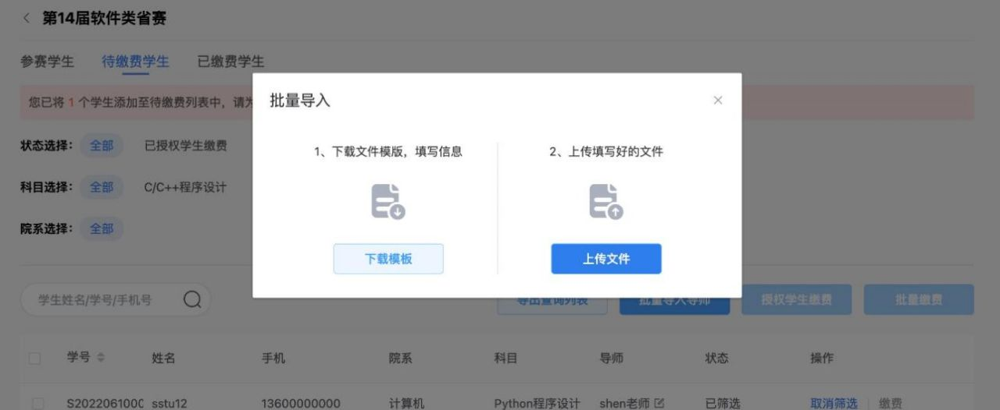 第14届软件类省赛
参赛学生 待缴费学生 已缴费学生
您已将 1 个学生添加至待缴费列表中，请为
状态选择： 全部 已授权学生缴费
科目选择： 全部 C/C++程序设计
院系选择： 全部
批量导入
1、下载文件模版，填写信息
下载模板
2、上传填写好的文件
上传文件
学生姓名/学号/手机号 导出查询列表 批量导入导师 授权学生缴费 批量缴费
学号 姓名 手机 院系 科目 导师 状态 操作
S202206100 sstu12 13600000000 计算机 Python程序设计 shen老师 已筛选 取消筛选 缴费